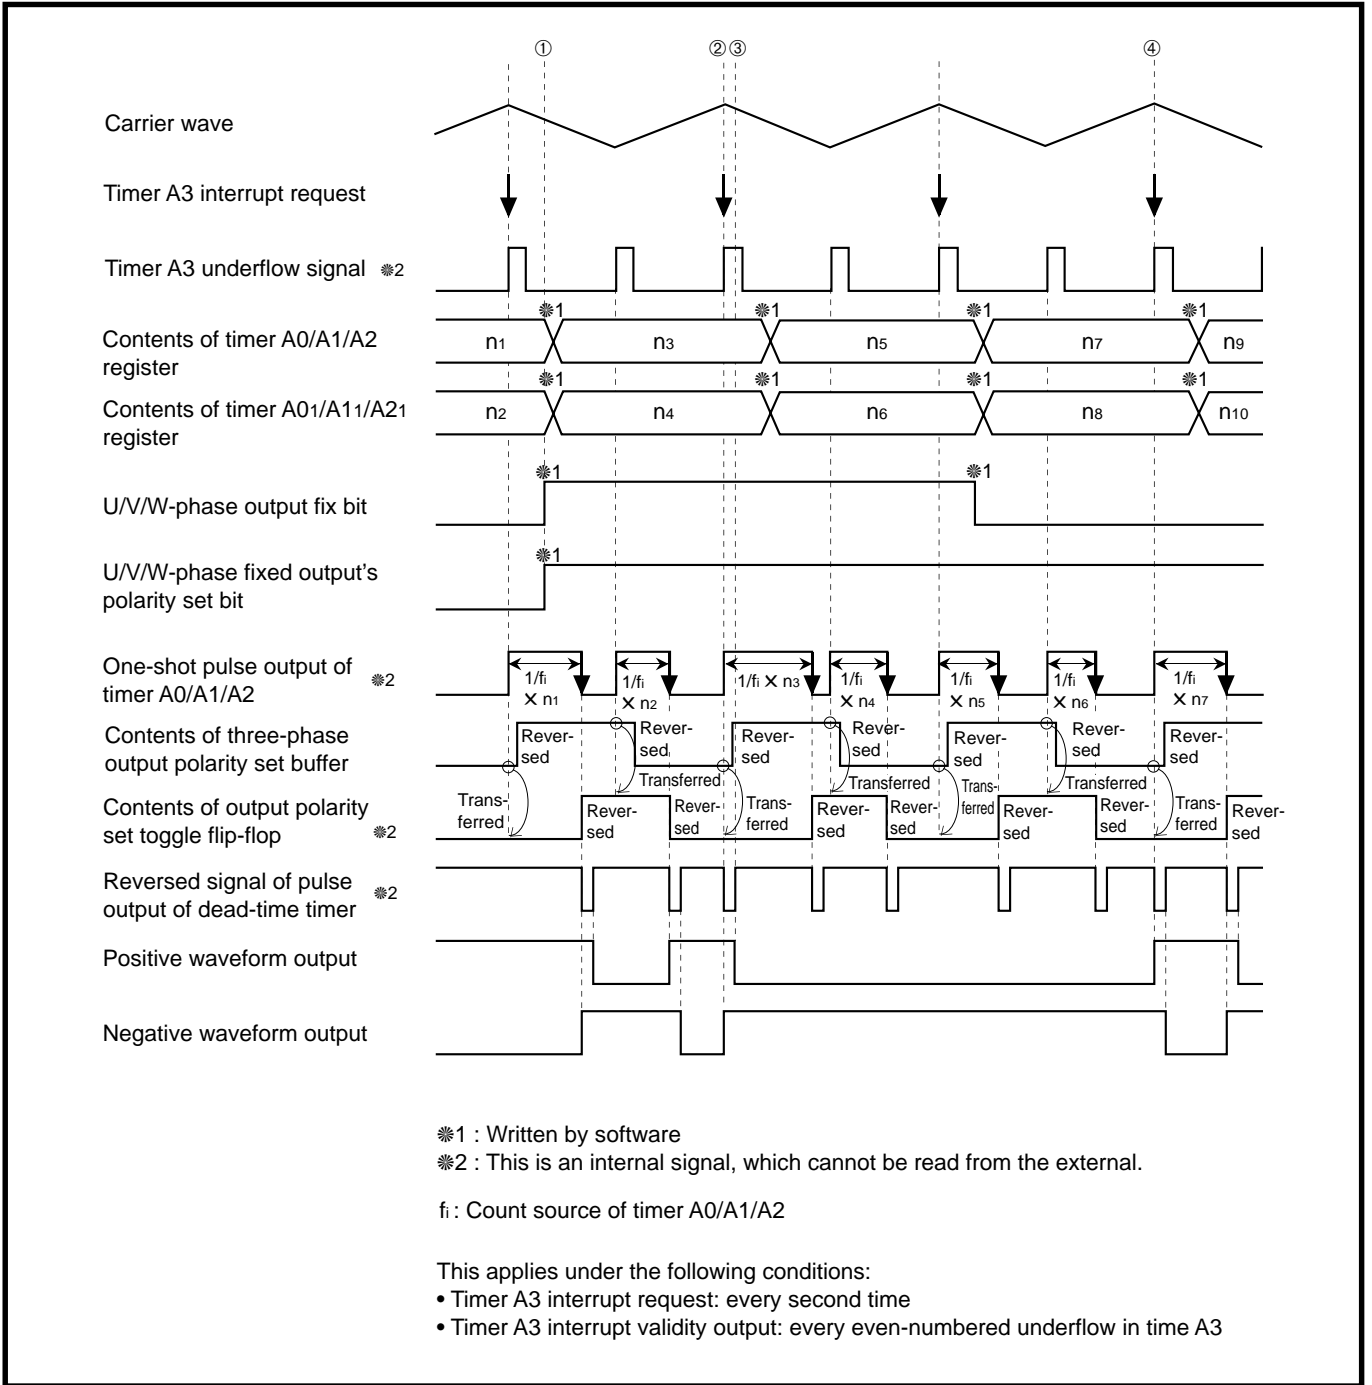 ① ② ③ ④
Carrier wave
Timer A3 interrupt request
Timer A3 underflow signal ❋2
❋1 ❋1 ❋1 ❋1
Contents of timer A0/A1/A2
register
n1 n3 n5 n7 n9
❋1 ❋1 ❋1 ❋1
Contents of timer A01/A11/A21
register
n2 n4 n6 n8 n10
❋1 ❋1
U/V/W-phase output fix bit
❋1
U/V/W-phase fixed output's
polarity set bit
One-shot pulse output of
timer A0/A1/A2 ❋2
1/fi
× n1
1/fi
× n2
1/fi × n3
1/fi
× n4
1/fi
× n5
1/fi
× n6
1/fi
× n7
Contents of three-phase
output polarity set buffer
Rever-
sed
Rever-
sed
Rever-
sed
Rever-
sed
Rever-
sed
Rever-
sed
Rever-
sed
Contents of output polarity
set toggle flip-flop ❋2
Trans-
ferred
Transferred
Trans-
ferred
Transferred
Trans-
ferred
Transferred
Trans-
ferred
Rever-
sed
Rever-
sed
Rever-
sed
Rever-
sed
Rever-
sed
Rever-
sed
Rever-
sed
Reversed signal of pulse
output of dead-time timer ❋2
Positive waveform output
Negative waveform output
❋1 : Written by software
❋2 : This is an internal signal, which cannot be read from the external.
fi : Count source of timer A0/A1/A2
This applies under the following conditions:
• Timer A3 interrupt request: every second time
• Timer A3 interrupt validity output: every even-numbered underflow in time A3